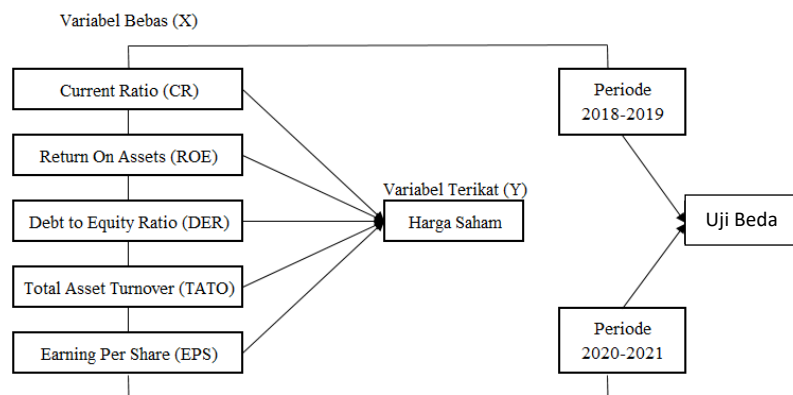 Variabel Bebas (X)
Current Ratio (CR)
Return On Assets (ROE)
Debt to Equity Ratio (DER)
Total Asset Turnover (TATO)
Earning Per Share (EPS)
Variabel Terikat (Y)
Harga Saham
Periode
2018-2019
Periode
2020-2021
Uji Beda